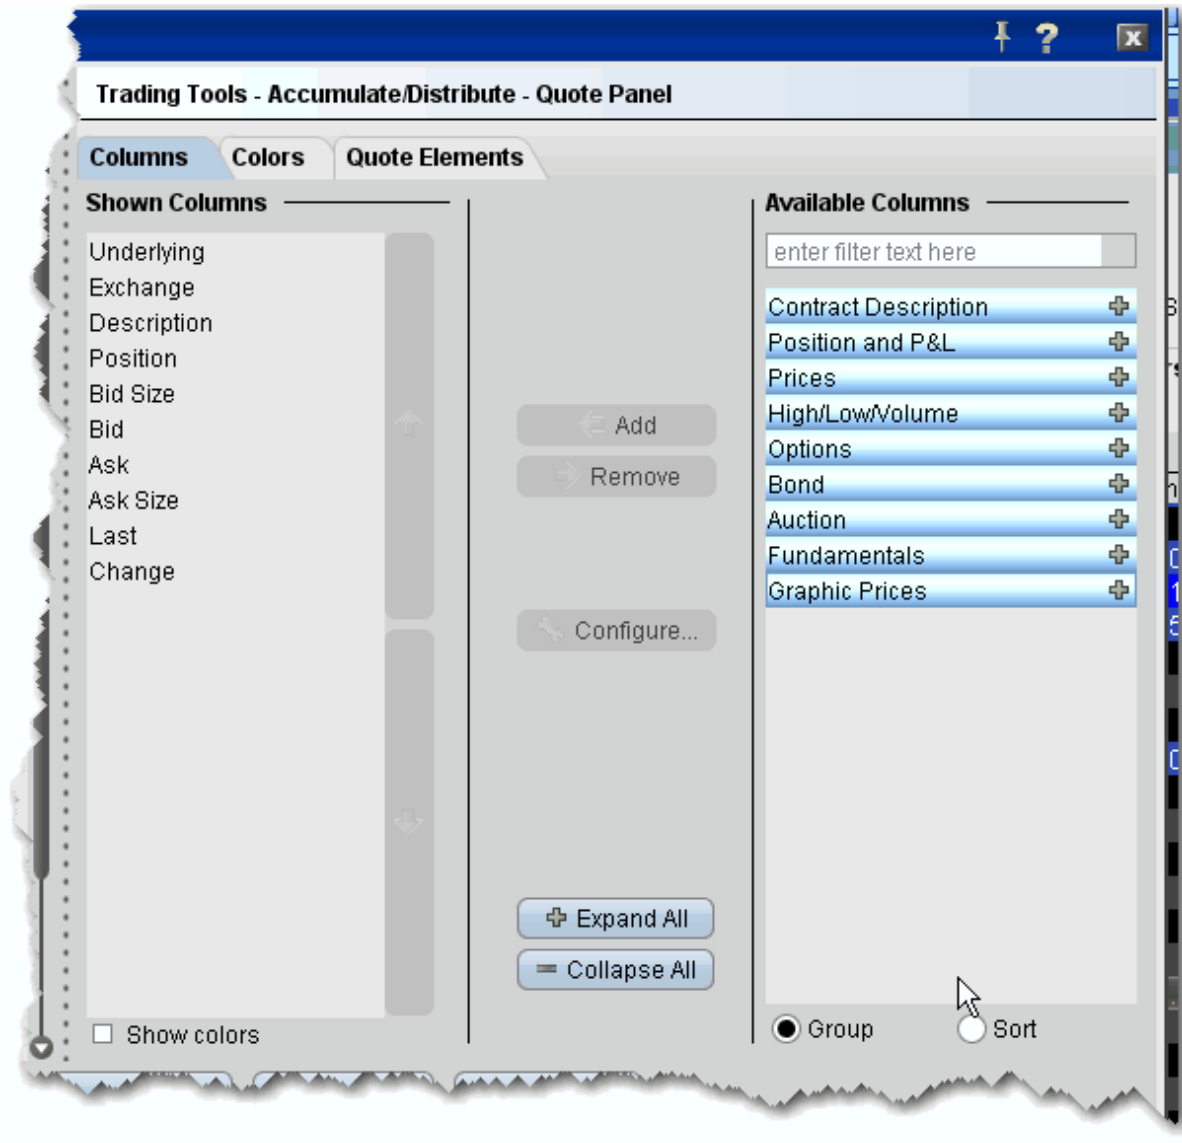 ?
x
Trading Tools - Accumulate/Distribute - Quote Panel
Columns
Colors
Quote Elements
Shown Columns
Underlying
Exchange
Description
Position
Bid Size
Bid
Ask
Ask Size
Last
Change
Show colors
Add
Remove
Configure...
Expand All
Collapse All
Available Columns
enter filter text here
Contract Description
Position and P&L
Prices
High/Low/Volume
Options
Bond
Auction
Fundamentals
Graphic Prices
Group
Sort